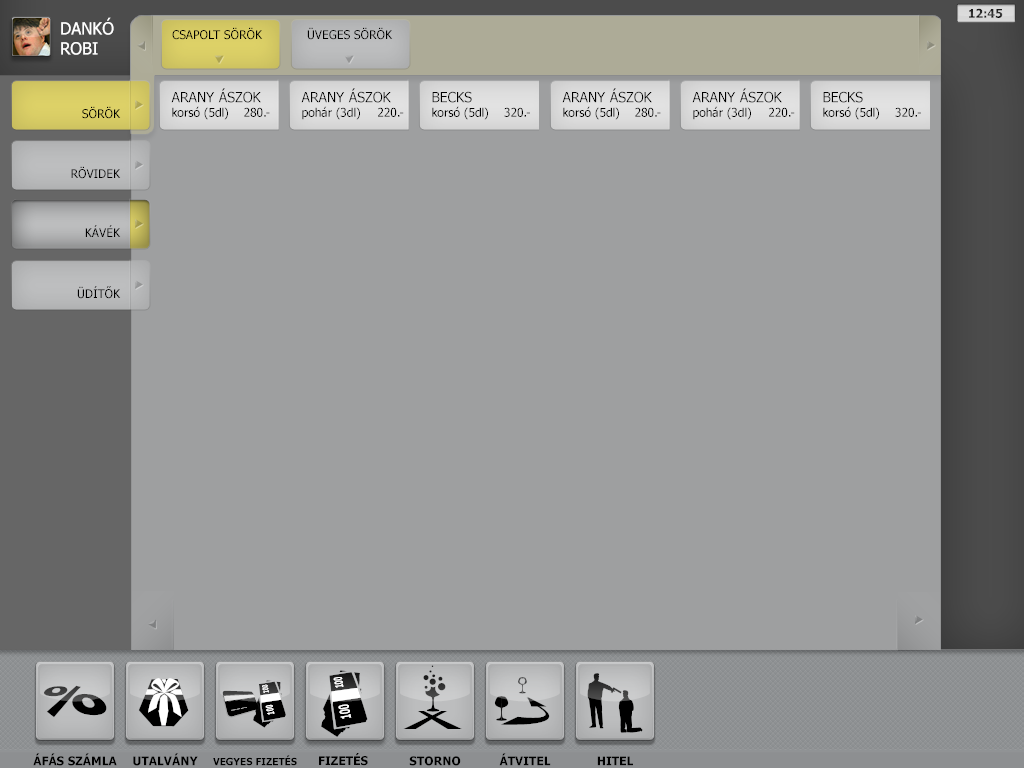 DANKÓ
ROBI
CSAPOLT SÖRÖK
ÜVEGES SÖRÖK
12:45
SÖRÖK
RÖVIDEK
KÁVÉK
ÜDÍTŐK
ARANY ÁSZOK
korsó (5dl) 280.-
ARANY ÁSZOK
pohár (3dl) 220.-
BECKS
korsó (5dl) 320.-
ARANY ÁSZOK
korsó (5dl) 280.-
ARANY ÁSZOK
pohár (3dl) 220.-
BECKS
korsó (5dl) 320.-
%
100
100
100
100
ÁFÁS SZÁMLA
UTALVÁNY
VEGYES FIZETÉS
FIZETÉS
STORNO
ÁTVITEL
HITEL